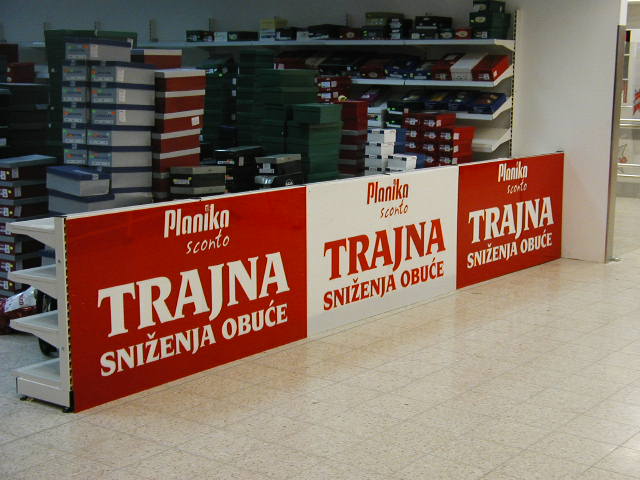 Planika
sconto
TRAJNA
SNIŽENJA OBUĆE
Planika
sconto
TRAJNA
SNIŽENJA OBUĆE
Planika
sconto
TRAJNA
SNIŽENJA OBUĆE